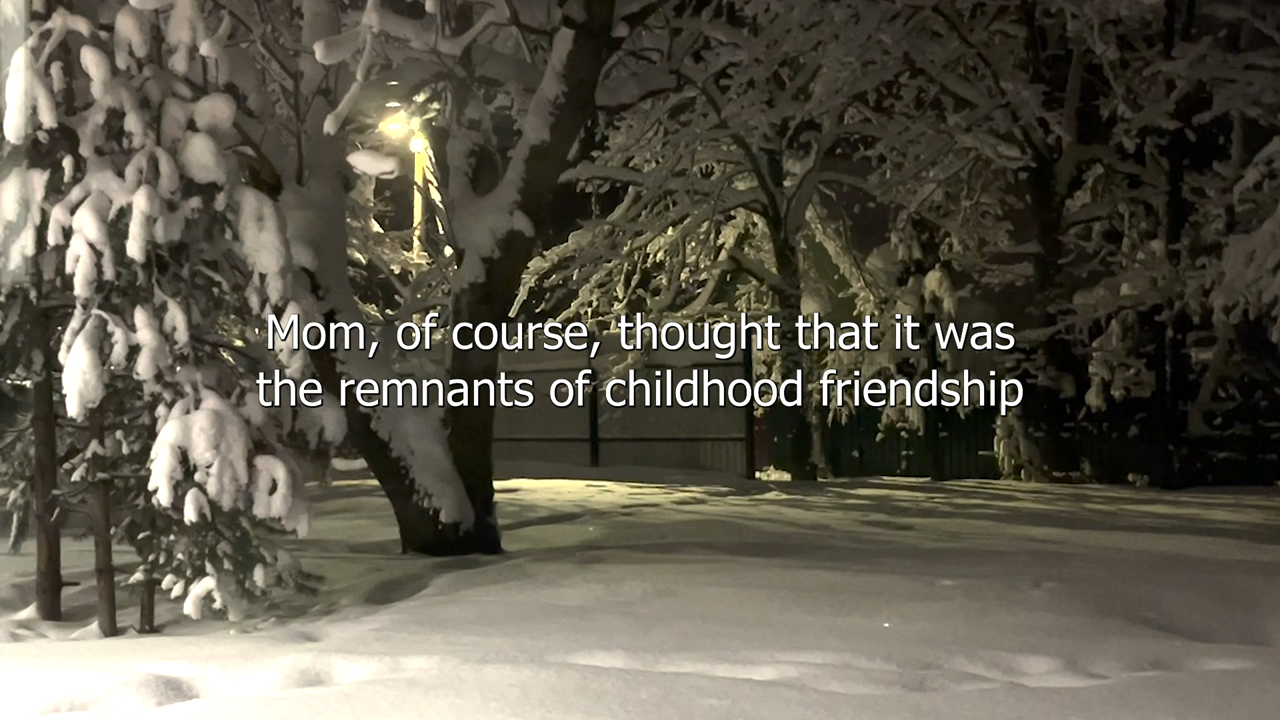 Mom, of course, thought that it was
the remnants of childhood friendship